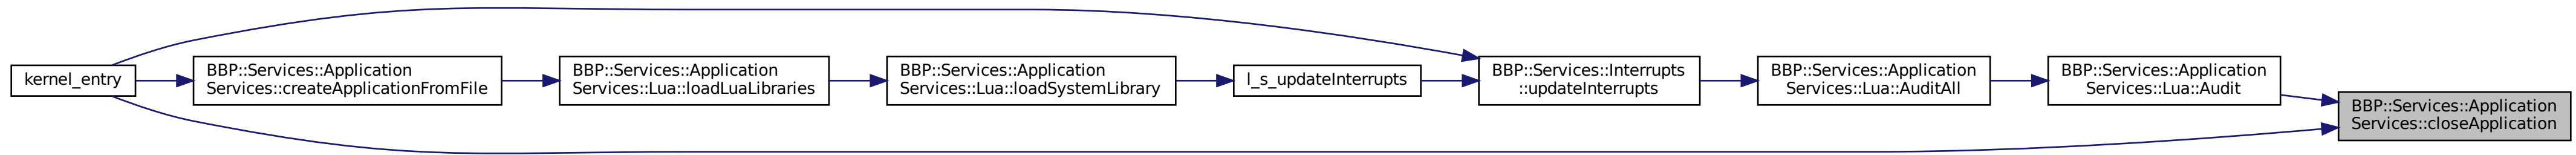 kernel_entry
BBP::Services::Application
Services::createApplicationFromFile
BBP::Services::Application
Services::Lua::loadLuaLibraries
BBP::Services::Application
Services::Lua::loadSystemLibrary
l_s_updateInterrupts
BBP::Services::Interrupts
::updateInterrupts
BBP::Services::Application
Services::Lua::AuditAll
BBP::Services::Application
Services::Lua::Audit
BBP::Services::Application
Services::closeApplication